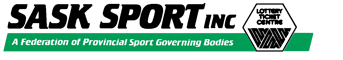 SASK SPORT INC
A Federation of Provincial Sport Governing Bodies
LOTTERY
TICKET
CENTRE